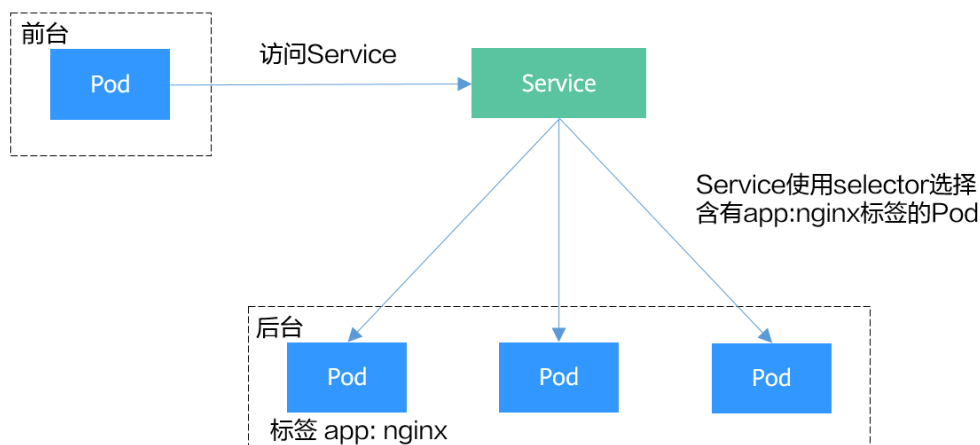 前台
Pod
访问Service
Service
Service使用selector选择
含有app:nginx标签的Pod
后台
Pod
Pod
Pod
标签 app: nginx